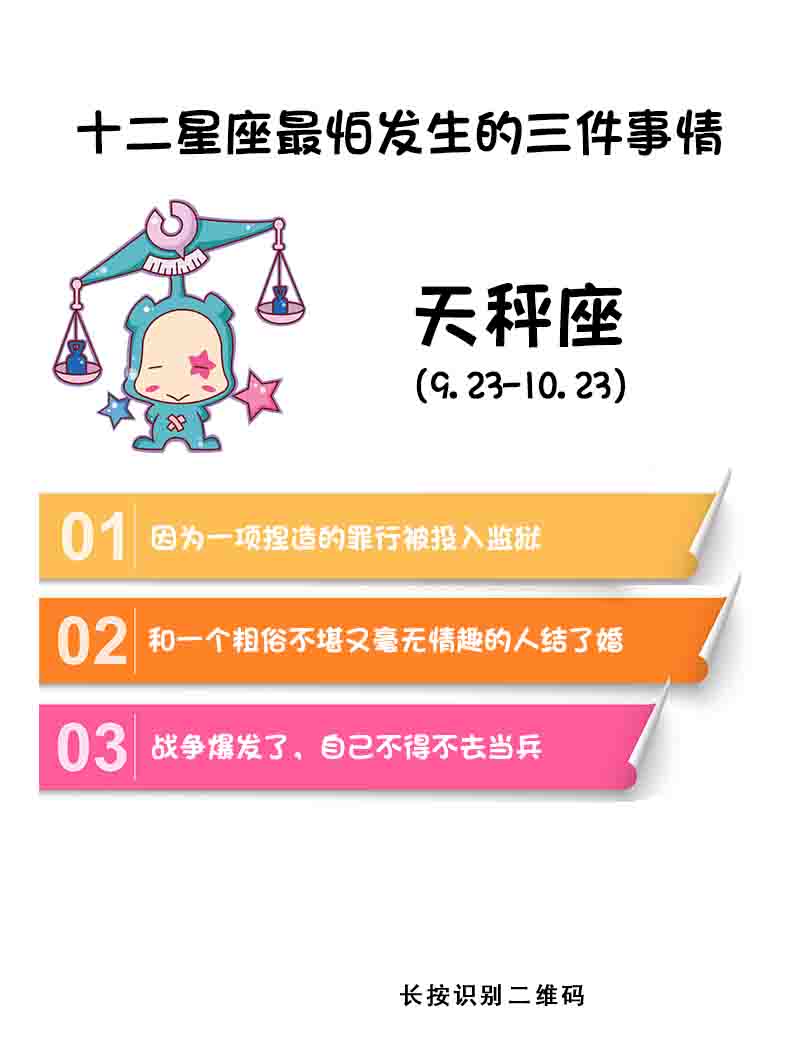 十二星座最怕发生的三件事情
天秤座
(9.23-10.23)
01 因为一项捏造的罪行被投入监狱
02 和一个粗俗不堪又毫无情趣的人结了婚
03 战争爆发了，自己不得不去当兵
长按识别二维码